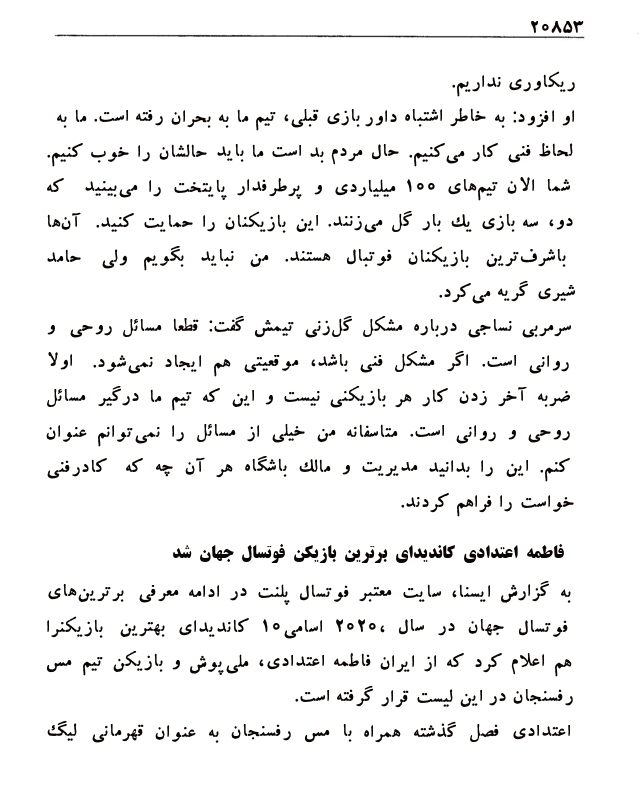 ۲۰۸۵۳
ریکاوری نداریم.
او افزود: به خاطر اشتباه داور بازی قبلی، تیم ما به بحران رفته است. ما به
لحاظ فنی کار می‌کنیم. حال مردم بد است ما باید حالشان را خوب کنیم.
شما الان تیم‌های ۱۰۰ میلیاردی و پرطرفدار پایتخت را می‌بینید که
دو، سه بازی یك بار گل می‌زنند. این بازیکنان را حمایت کنید. آن‌ها
باشرف‌ترین بازیکنان فوتبال هستند. من نباید بگویم ولی حامد
شیری گریه می‌کرد.
سرمربی نساجی درباره مشکل گل‌زنی تیمش گفت: قطعا مسائل روحی و
روانی است. اگر مشکل فنی باشد، موقعیتی هم ایجاد نمی‌شود. اولا
ضربه آخر زدن کار هر بازیکنی نیست و این که تیم ما درگیر مسائل
روحی و روانی است. متاسفانه من خیلی از مسائل را نمی‌توانم عنوان
کنم. این را بدانید مدیریت و مالك باشگاه هر آن چه که کادرفنی
خواست را فراهم کردند.
فاطمه اعتدادی کاندیدای برترین بازیکن فوتسال جهان شد
به گزارش ایسنا، سایت معتبر فوتسال پلنت در ادامه معرفی برترین‌های
فوتسال جهان در سال ،۲۰۲۰ اسامی۱۰ کاندیدای بهترین بازیکنرا
هم اعلام کرد که از ایران فاطمه اعتدادی، ملی‌پوش و بازیکن تیم مس
رفسنجان در این لیست قرار گرفته است.
اعتدادی فصل گذشته همراه با مس رفسنجان به عنوان قهرمانی لیگ